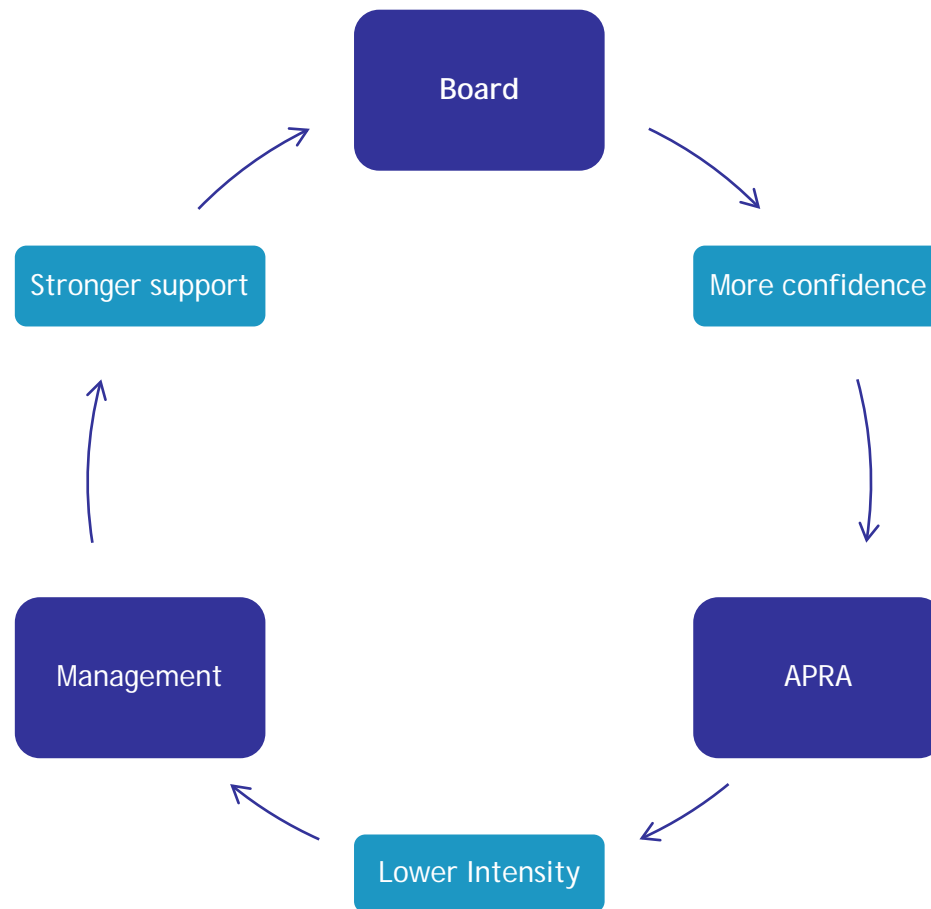 Board
Stronger support
More confidence
Management
APRA
Lower Intensity